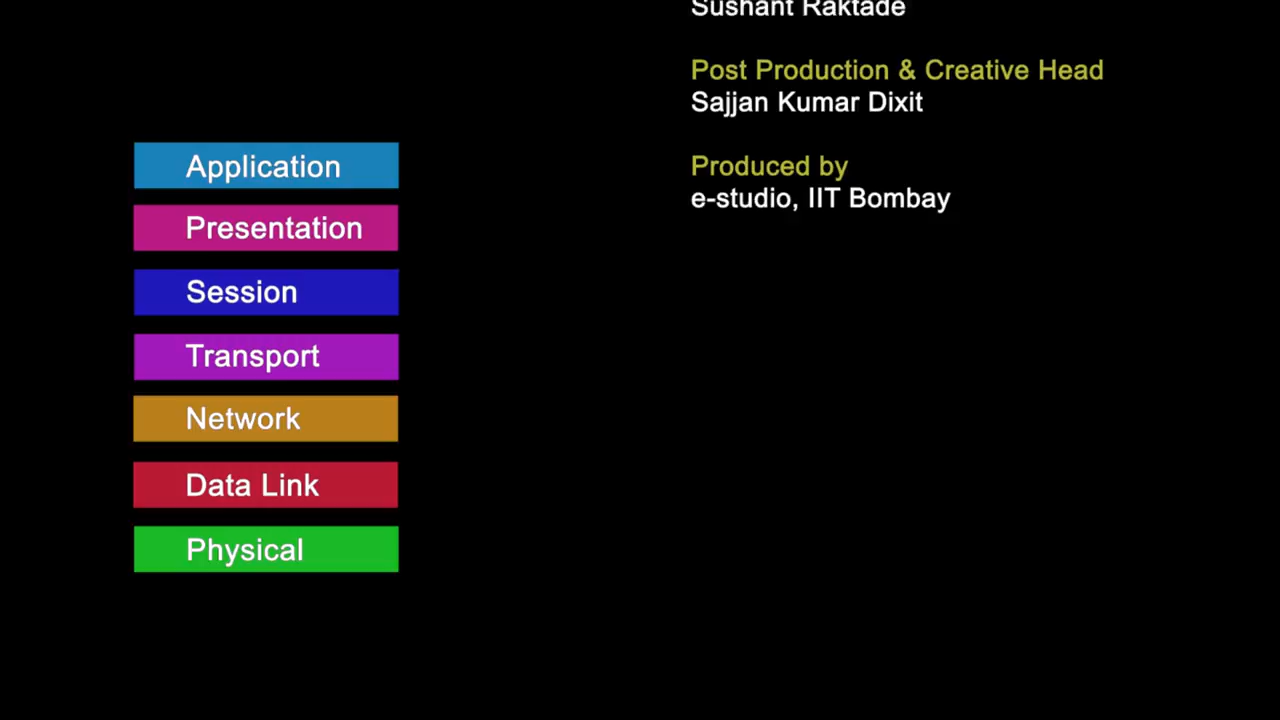 Sushant Raktade
Post Production & Creative Head
Sajjan Kumar Dixit
Produced by
e-studio, IIT Bombay
Application
Presentation
Session
Transport
Network
Data Link
Physical